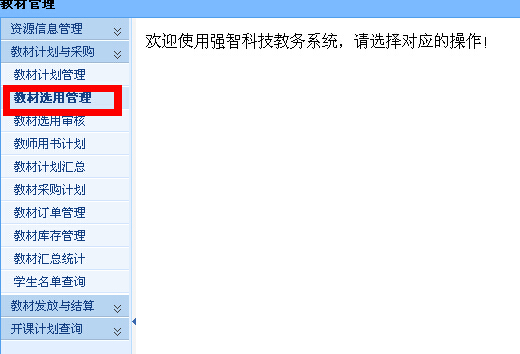 教材管理
资源信息管理
教材计划与采购
教材计划管理
教材选用管理
教材选用审核
教师用书计划
教材计划汇总
教材采购计划
教材订单管理
教材库存管理
教材汇总统计
学生名单查询
教材发放与结算
开课计划查询
欢迎使用强智科技教务系统，请选择对应的操作！